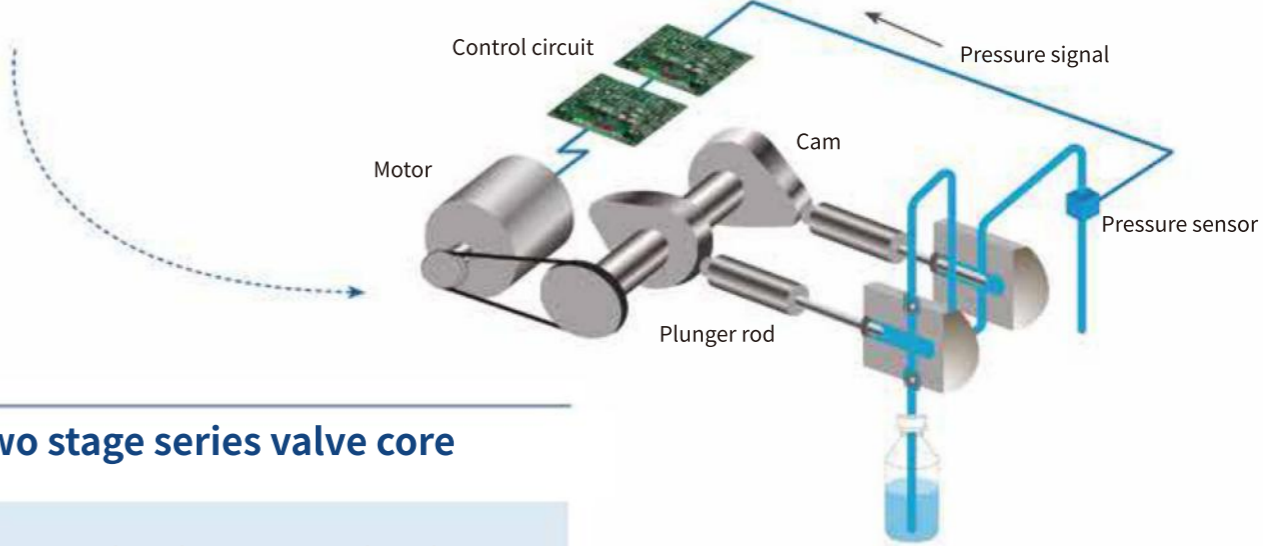 Control circuit
Pressure signal
Cam
Motor
Pressure sensor
Plunger rod
wo stage series valve core